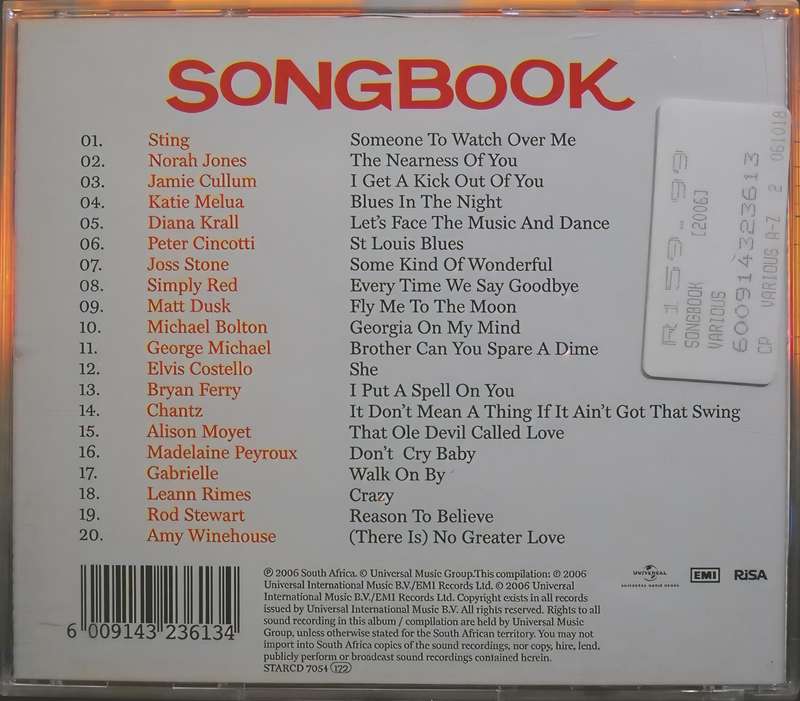 SONGBOOK
01. Sting Someone To Watch Over Me
02. Norah Jones The Nearness Of You
03. Jamie Cullum I Get A Kick Out Of You
04. Katie Melua Blues In The Night
05. Diana Krall Let's Face The Music And Dance
06. Peter Cincotti St Louis Blues
07. Joss Stone Some Kind Of Wonderful
08. Simply Red Every Time We Say Goodbye
09. Matt Dusk Fly Me To The Moon
10. Michael Bolton Georgia On My Mind
11. George Michael Brother Can You Spare A Dime
12. Elvis Costello She
13. Bryan Ferry I Put A Spell On You
14. Chantz It Don't Mean A Thing If It Ain't Got That Swing
15. Alison Moyet That Ole Devil Called Love
16. Madelaine Peyroux Don't Cry Baby
17. Gabrielle Walk On By
18. Leann Rimes Crazy
19. Rod Stewart Reason To Believe
20. Amy Winehouse (There Is) No Greater Love
R159.99
SONGBOOK [2006]
VARIOUS
600914323613
CP VARIOUS A-Z 2 061018
6 009143 236134
℗ 2006 South Africa. © Universal Music Group.This compilation: ℗ 2006
Universal International Music B.V./EMI Records Ltd. © 2006 Univerral
International Music B.V./EMI Records Ltd. Copyright exists in all records
issued by Universal International Music B.V. All rights reserved. Rights to all
sound recording in this album / compilation are held by Universal Music
Group, unless otherwise stated for the South African territory. You may not
import into South Africa copies of the sound recordings, nor copy, hire, lend,
publicly perform or broadcast sound recordings contained herein.
STARCD 7054 122
UNIVERSAL
UNIVERSAL MUSIC GROUP
EMI
RiSA